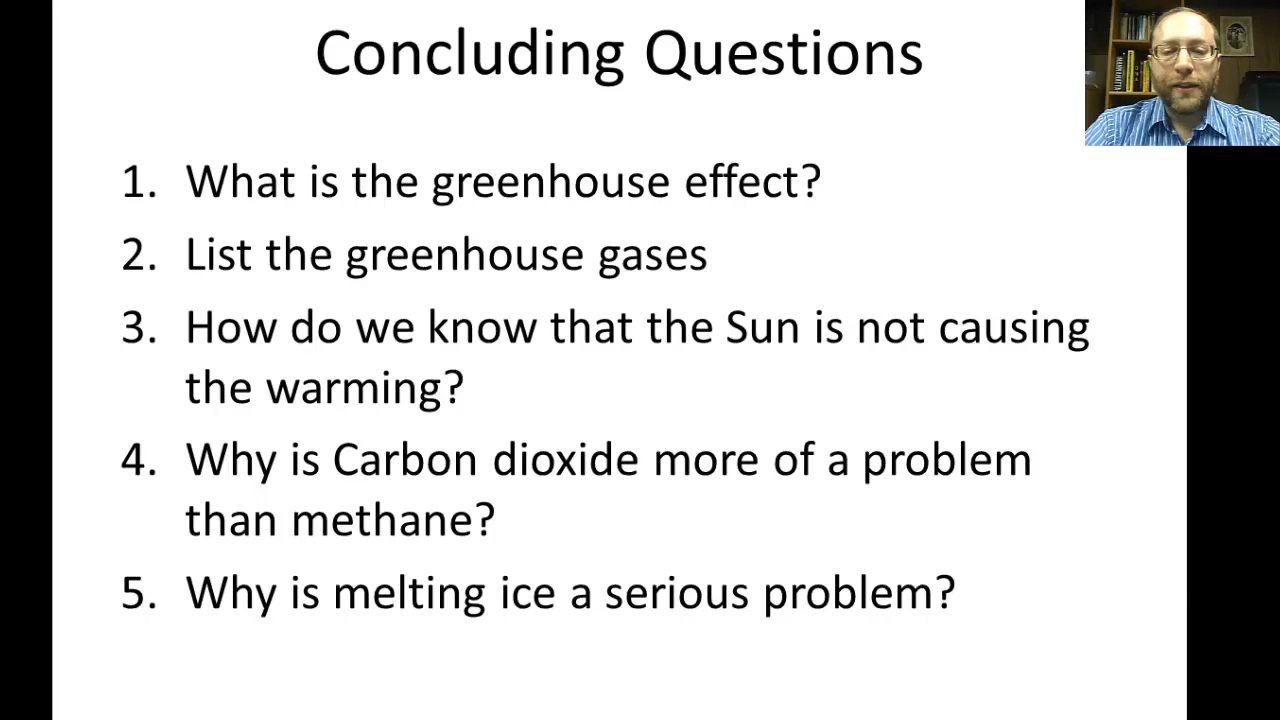 Concluding Questions
1. What is the greenhouse effect?
2. List the greenhouse gases
3. How do we know that the Sun is not causing
the warming?
4. Why is Carbon dioxide more of a problem
than methane?
5. Why is melting ice a serious problem?